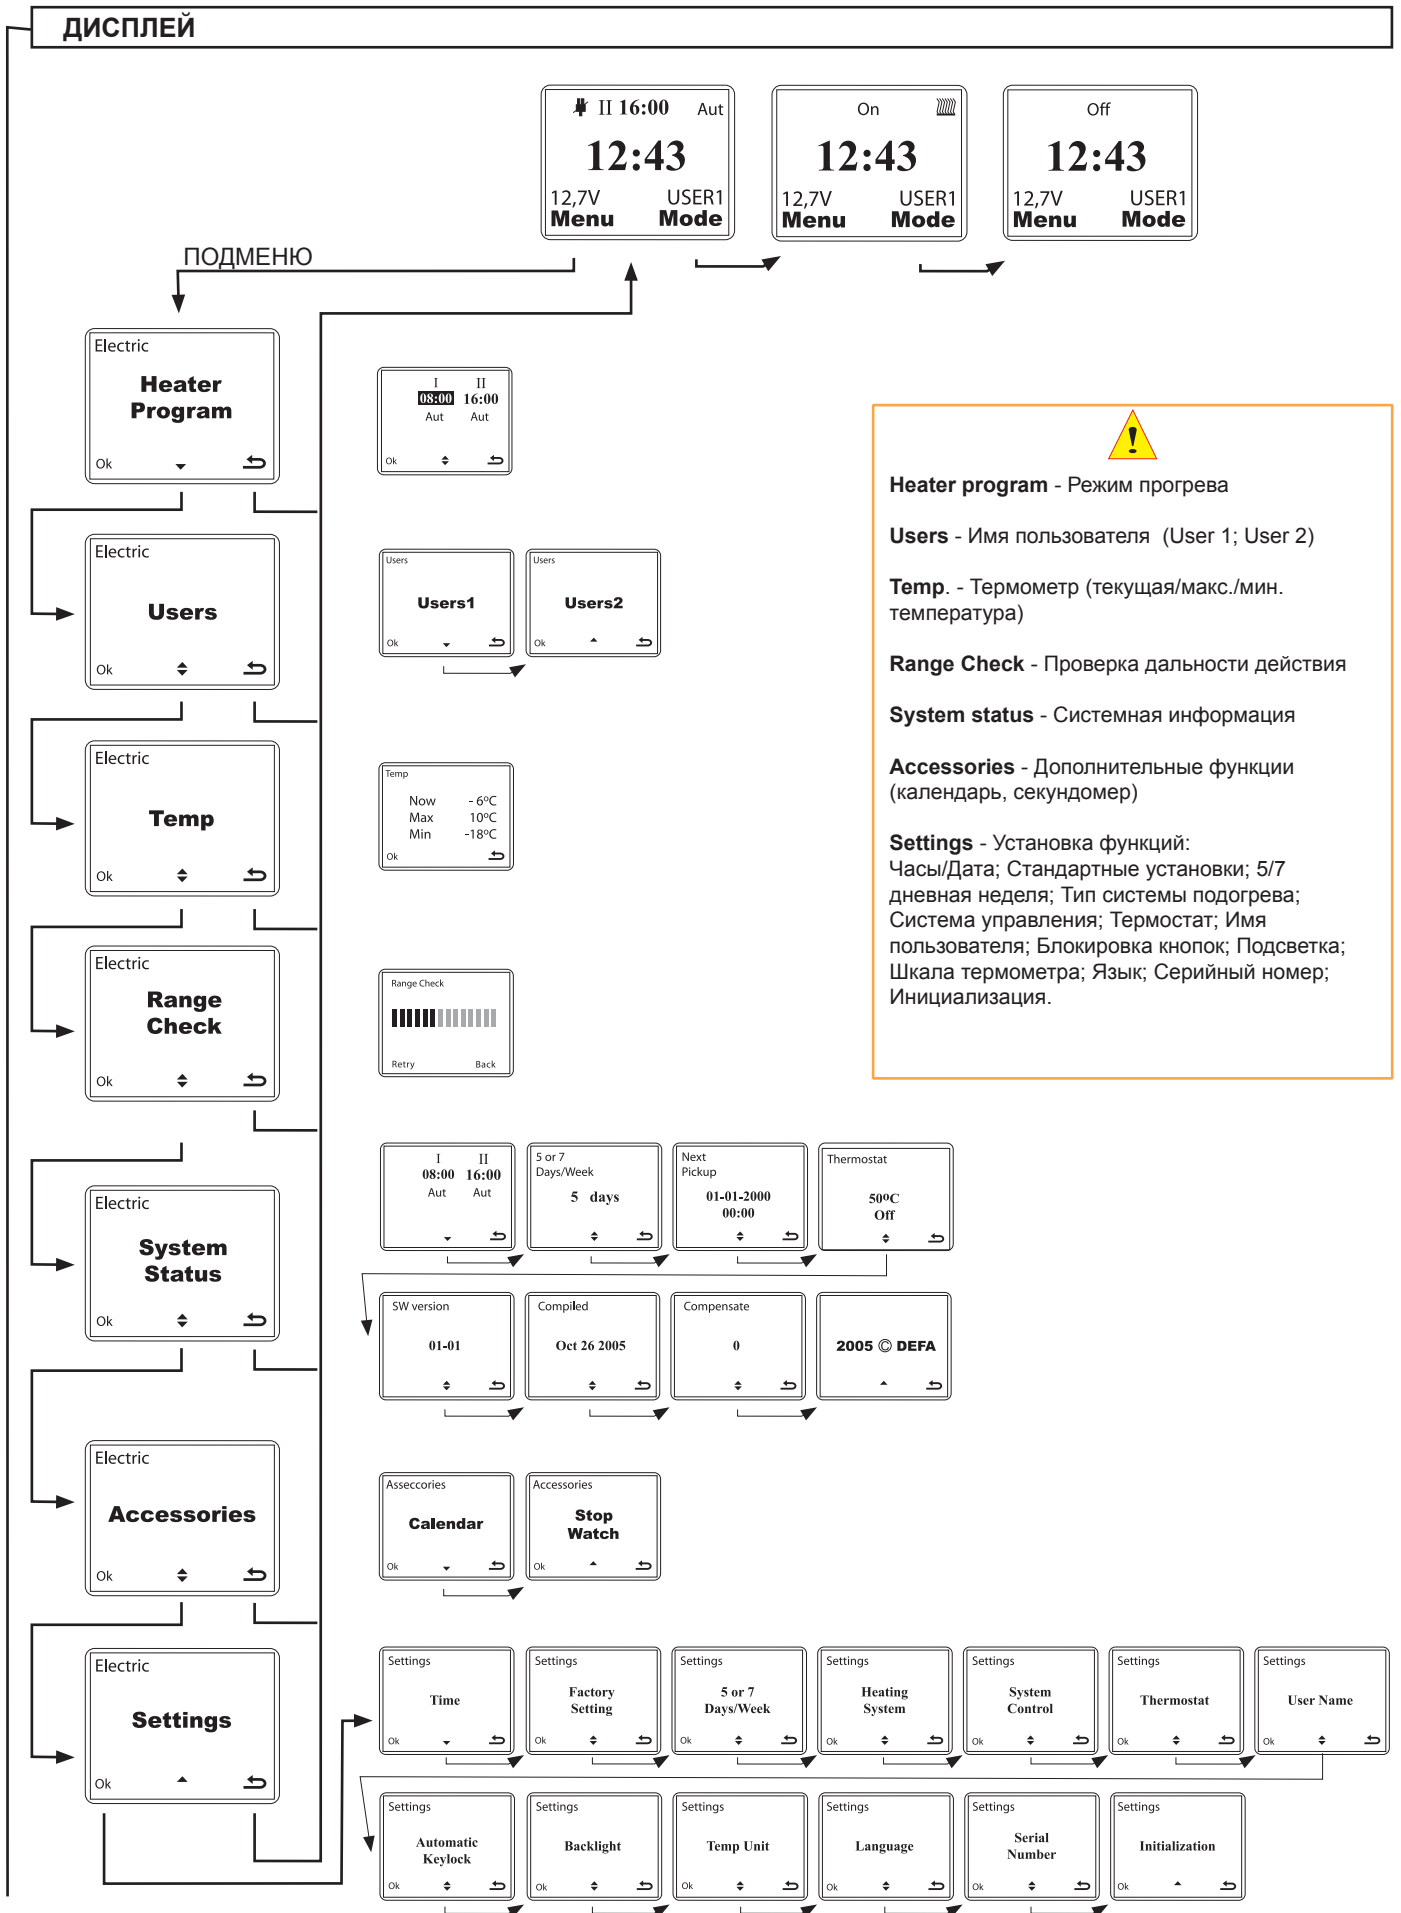 ДИСПЛЕЙ
II 16:00 Aut
12:43
12,7V USER1
Menu Mode
On
12:43
12,7V USER1
Menu Mode
Off
12:43
12,7V USER1
Menu Mode
ПОДМЕНЮ
Electric
Heater
Program
Ok
I II
08:00 16:00
Aut Aut
Ok
Heater program - Режим прогрева
Users - Имя пользователя (User 1; User 2)
Temp. - Термометр (текущая/макс./мин.
температура)
Range Check - Проверка дальности действия
System status - Системная информация
Accessories - Дополнительные функции
(календарь, секундомер)
Settings - Установка функций:
Часы/Дата; Стандартные установки; 5/7
дневная неделя; Тип системы подогрева;
Система управления; Термостат; Имя
пользователя; Блокировка кнопок; Подсветка;
Шкала термометра; Язык; Серийный номер;
Инициализация.
Electric
Users
Ok
Users
Users1
Ok
Users
Users2
Ok
Electric
Temp
Ok
Temp
Now - 6ºC
Max 10ºC
Min -18ºC
Ok
Electric
Range
Check
Ok
Range Check
Retry Back
Electric
System
Status
Ok
I II
08:00 16:00
Aut Aut
5 or 7
Days/Week
5 days
Next
Pickup
01-01-2000
00:00
Thermostat
50ºC
Off
SW version
01-01
Compiled
Oct 26 2005
Compensate
0
2005 © DEFA
Electric
Accessories
Ok
Asseccories
Calendar
Ok
Accessories
Stop
Watch
Ok
Electric
Settings
Ok
Settings
Time
Ok
Settings
Factory
Setting
Ok
Settings
5 or 7
Days/Week
Ok
Settings
Heating
System
Ok
Settings
System
Control
Ok
Settings
Thermostat
Ok
Settings
User Name
Ok
Settings
Automatic
Keylock
Ok
Settings
Backlight
Ok
Settings
Temp Unit
Ok
Settings
Language
Ok
Settings
Serial
Number
Ok
Settings
Initialization
Ok